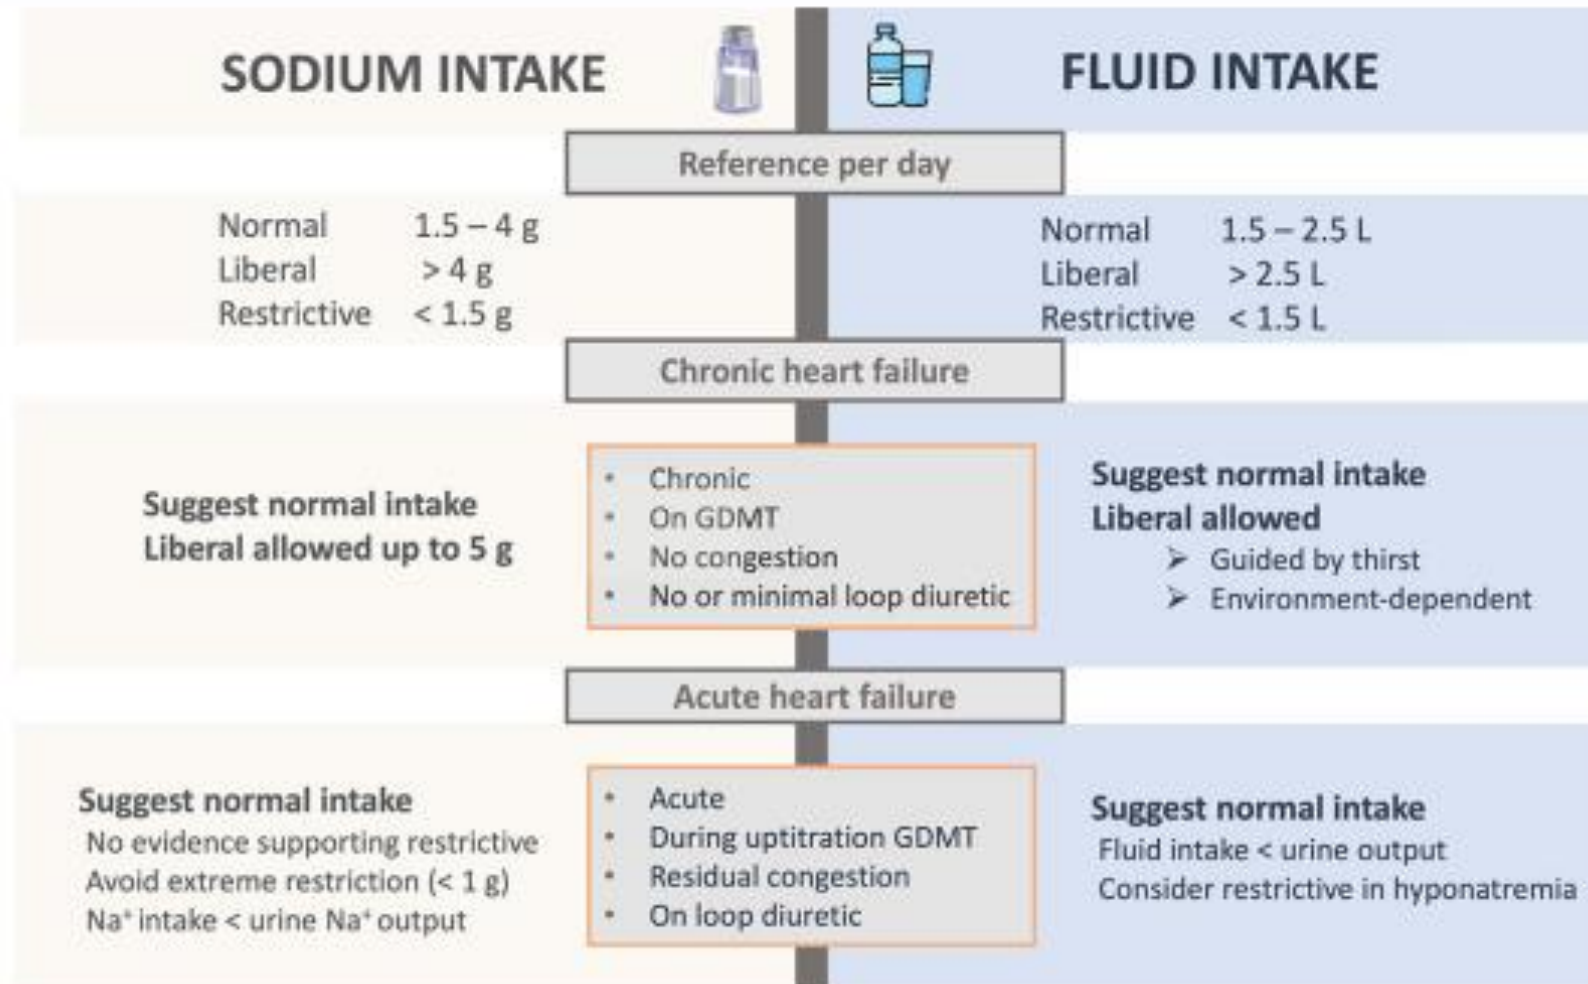 SODIUM INTAKE
FLUID INTAKE
Reference per day
Normal 1.5 – 4 g
Liberal > 4 g
Restrictive < 1.5 g
Normal 1.5 – 2.5 L
Liberal > 2.5 L
Restrictive < 1.5 L
Chronic heart failure
Suggest normal intake
Liberal allowed up to 5 g
• Chronic
• On GDMT
• No congestion
• No or minimal loop diuretic
Suggest normal intake
Liberal allowed
➢ Guided by thirst
➢ Environment-dependent
Acute heart failure
Suggest normal intake
No evidence supporting restrictive
Avoid extreme restriction (< 1 g)
Na⁺ intake < urine Na⁺ output
• Acute
• During uptitration GDMT
• Residual congestion
• On loop diuretic
Suggest normal intake
Fluid intake < urine output
Consider restrictive in hyponatremia